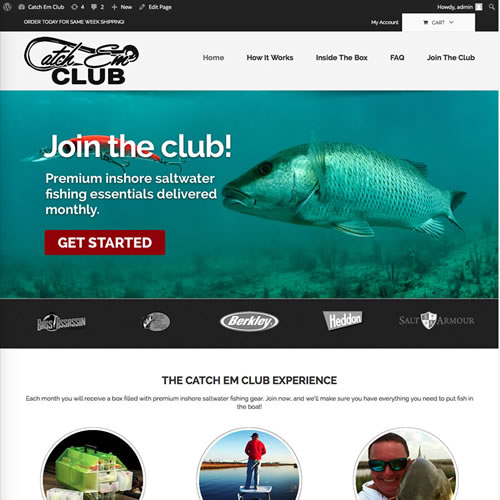 Catch Em Club 4 2 + New Edit Page Howdy, admin
ORDER TODAY FOR SAME WEEK SHIPPING! My Account CART
Catch Em
CLUB
Home How It Works Inside The Box FAQ Join The Club
Join the club!
Premium inshore saltwater
fishing essentials delivered
monthly.
GET STARTED
BASS ASSASSIN Berkley Heddon SALT ARMOUR
THE CATCH EM CLUB EXPERIENCE
Each month you will receive a box filled with premium inshore saltwater fishing gear. Join now, and we'll make sure you have everything you need to put fish in
the boat!